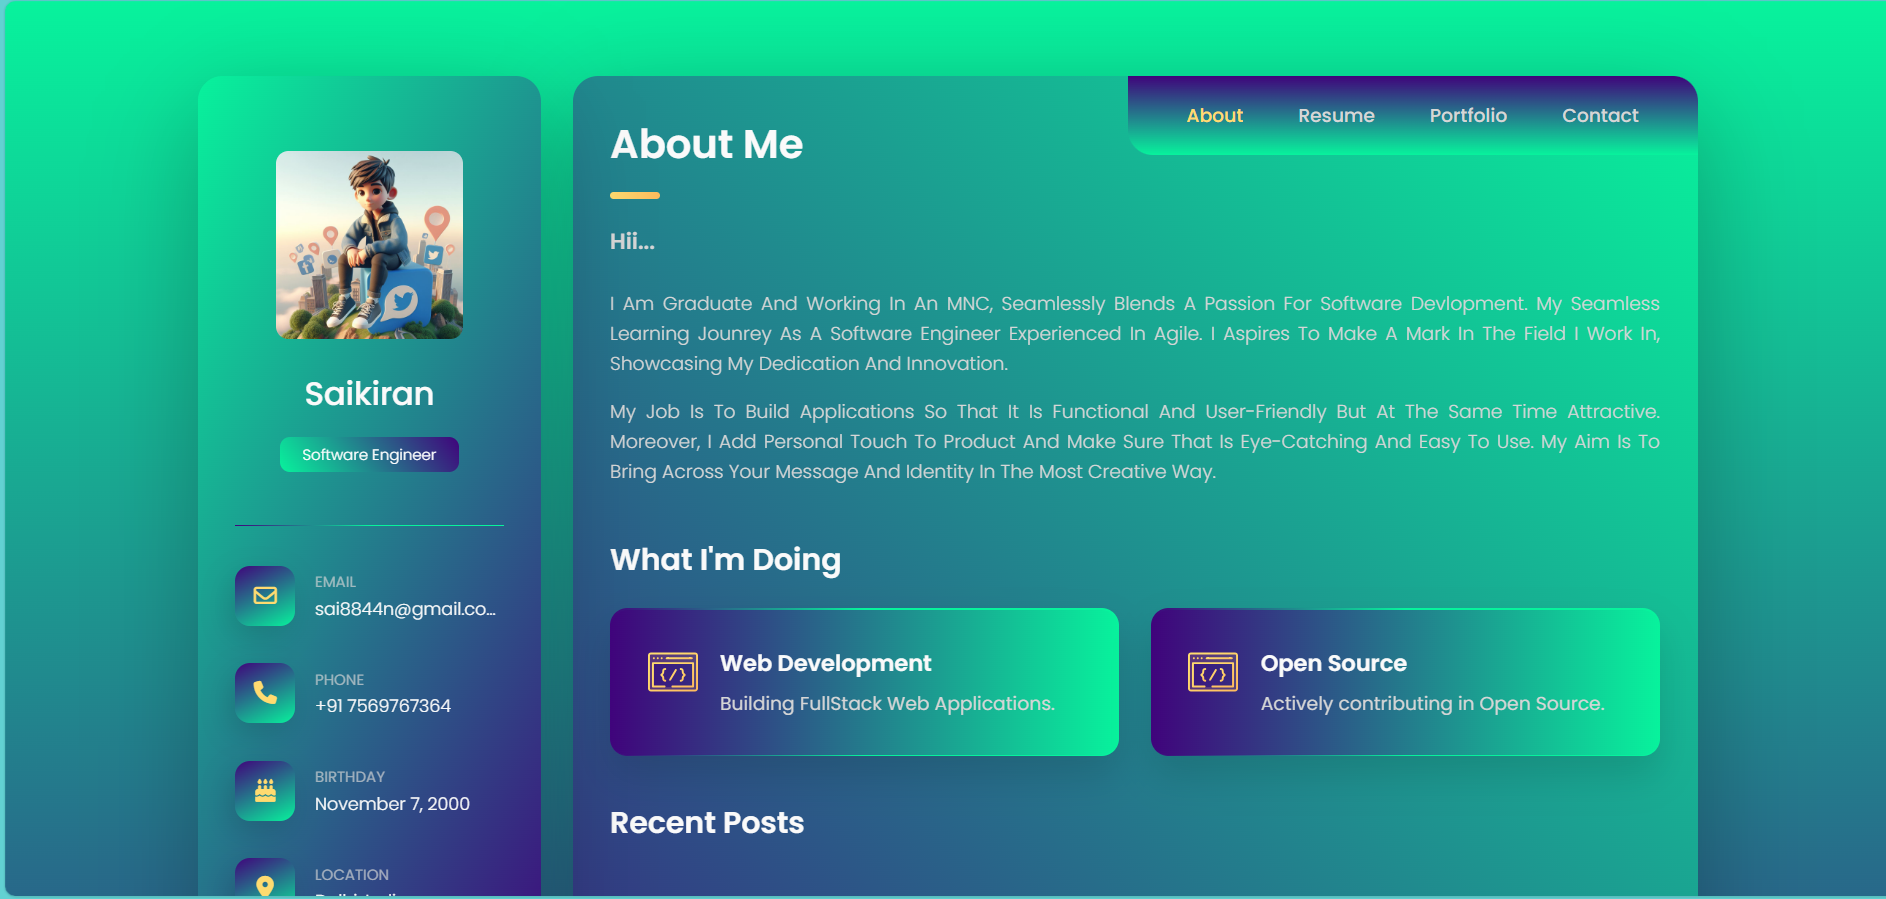 Saikiran
Software Engineer
EMAIL
sai8844n@gmail.co...
PHONE
+91 7569767364
BIRTHDAY
November 7, 2000
LOCATION
About
Resume
Portfolio
Contact
About Me
Hii...
I Am Graduate And Working In An MNC, Seamlessly Blends A Passion For Software Devlopment. My Seamless
Learning Jounrey As A Software Engineer Experienced In Agile. I Aspires To Make A Mark In The Field I Work In,
Showcasing My Dedication And Innovation.
My Job Is To Build Applications So That It Is Functional And User-Friendly But At The Same Time Attractive.
Moreover, I Add Personal Touch To Product And Make Sure That Is Eye-Catching And Easy To Use. My Aim Is To
Bring Across Your Message And Identity In The Most Creative Way.
What I'm Doing
Web Development
Building FullStack Web Applications.
Open Source
Actively contributing in Open Source.
Recent Posts